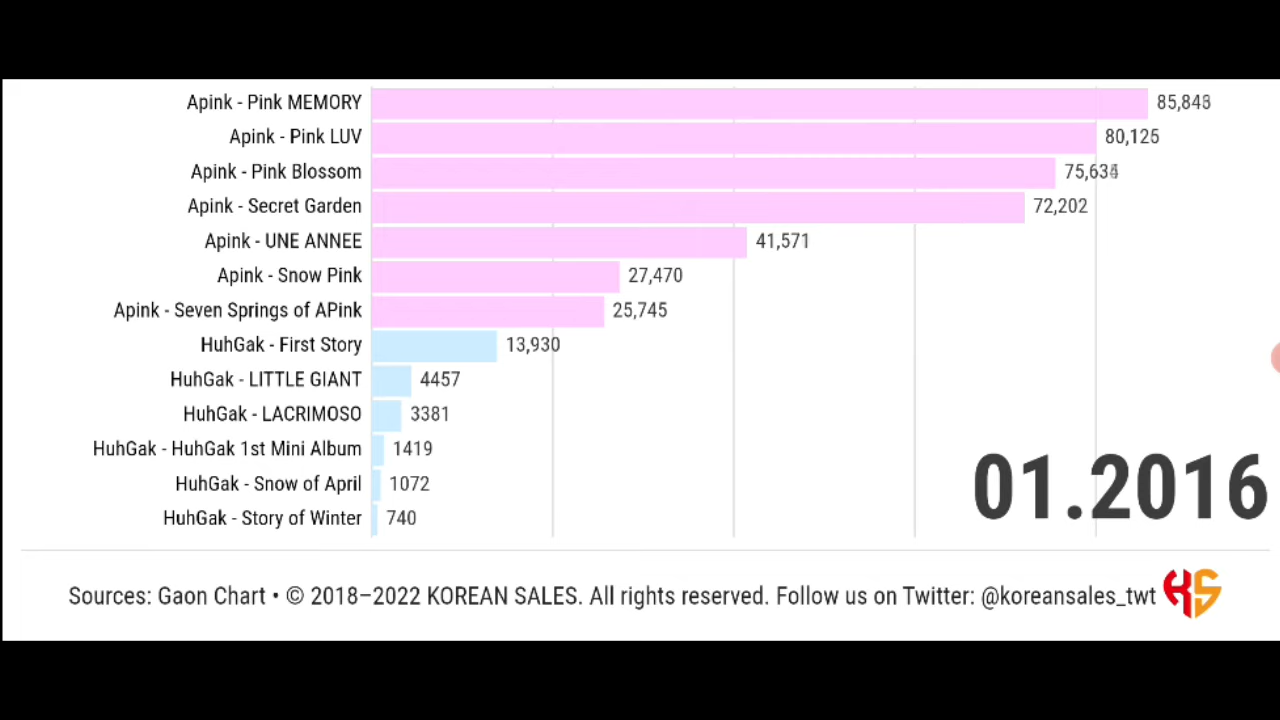 Apink - Pink MEMORY
Apink - Pink LUV 80,125
Apink - Pink Blossom
Apink - Secret Garden 72,202
Apink - UNE ANNEE 41,571
Apink - Snow Pink 27,470
Apink - Seven Springs of APink 25,745
HuhGak - First Story 13,930
HuhGak - LITTLE GIANT 4457
HuhGak - LACRIMOSO 3381
HuhGak - HuhGak 1st Mini Album 1419
HuhGak - Snow of April 1072
HuhGak - Story of Winter 740
01.2016
Sources: Gaon Chart • © 2018–2022 KOREAN SALES. All rights reserved. Follow us on Twitter: @koreansales_twt KS